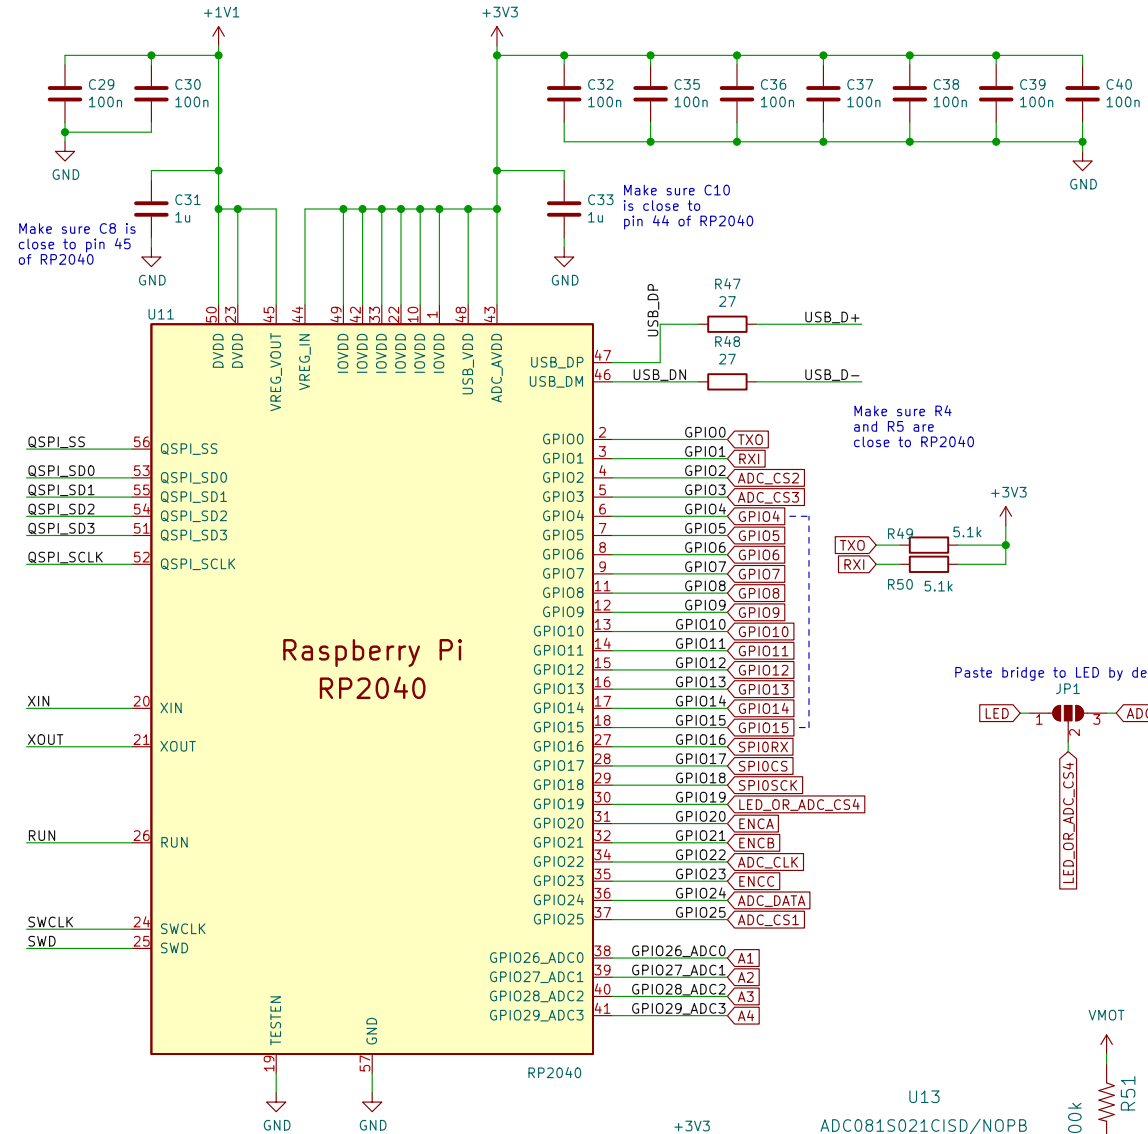 +1V1
+3V3
C29
100n
C30
100n
C32
100n
C35
100n
C36
100n
C37
100n
C38
100n
C39
100n
C40
100n
GND
GND
C31
1u
C33
1u
Make sure C10
is close to
pin 44 of RP2040
Make sure C8 is
close to pin 45
of RP2040
GND
GND
U11
50
23
45
44
49
42
33
22
10
1
48
43
DVDD
DVDD
VREG_VOUT
VREG_IN
IOVDD
IOVDD
IOVDD
IOVDD
IOVDD
IOVDD
USB_VDD
ADC_AVDD
USB_DP
R47
27
USB_D+
R48
27
USB_DP 47
USB_DM 46 USB_DN
USB_D-
Make sure R4
and R5 are
close to RP2040
QSPI_SS 56 QSPI_SS
QSPI_SD0 53 QSPI_SD0
QSPI_SD1 55 QSPI_SD1
QSPI_SD2 54 QSPI_SD2
QSPI_SD3 51 QSPI_SD3
QSPI_SCLK 52 QSPI_SCLK
XIN 20 XIN
XOUT 21 XOUT
RUN 26 RUN
SWCLK 24 SWCLK
SWD 25 SWD
Raspberry Pi
RP2040
GPIO0 2 GPIO0 TXO
GPIO1 3 GPIO1 RXI
GPIO2 4 GPIO2 ADC_CS2
GPIO3 5 GPIO3 ADC_CS3
GPIO4 6 GPIO4 GPIO4
GPIO5 7 GPIO5 GPIO5
GPIO6 8 GPIO6 GPIO6
GPIO7 9 GPIO7 GPIO7
GPIO8 11 GPIO8 GPIO8
GPIO9 12 GPIO9 GPIO9
GPIO10 13 GPIO10 GPIO10
GPIO11 14 GPIO11 GPIO11
GPIO12 15 GPIO12 GPIO12
GPIO13 16 GPIO13 GPIO13
GPIO14 17 GPIO14 GPIO14
GPIO15 18 GPIO15 GPIO15
GPIO16 27 GPIO16 SPI0RX
GPIO17 28 GPIO17 SPI0CS
GPIO18 29 GPIO18 SPI0SCK
GPIO19 30 GPIO19 LED_OR_ADC_CS4
GPIO20 31 GPIO20 ENCA
GPIO21 32 GPIO21 ENCB
GPIO22 34 GPIO22 ADC_CLK
GPIO23 35 GPIO23 ENCC
GPIO24 36 GPIO24 ADC_DATA
GPIO25 37 GPIO25 ADC_CS1
GPIO26_ADC0 38 GPIO26_ADC0 A1
GPIO27_ADC1 39 GPIO27_ADC1 A2
GPIO28_ADC2 40 GPIO28_ADC2 A3
GPIO29_ADC3 41 GPIO29_ADC3 A4
TESTEN
GND
19
57
RP2040
GND
GND
+3V3
TXO R49 5.1k
RXI
R50 5.1k
Paste bridge to LED by de
JP1
LED 1 3 ADC
2
LED_OR_ADC_CS4
VMOT
R51
00k
U13
ADC081S021CISD/NOPB
+3V3